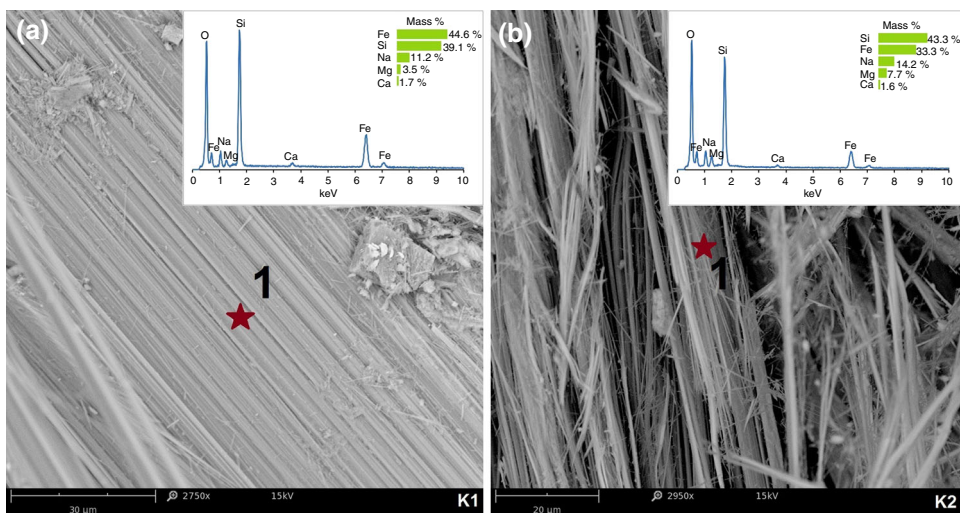 (a)
Mass %
Fe 44.6 %
Si 39.1 %
Na 11.2 %
Mg 3.5 %
Ca 1.7 %
O
Si
Fe
Na
Mg
Ca
Fe
Fe
0 1 2 3 4 5 6 7 8 9 10
keV
1
30 µm
2750x
15kV
K1
(b)
Mass %
Si 43.3 %
Fe 33.3 %
Na 14.2 %
Mg 7.7 %
Ca 1.6 %
O
Si
Fe
Na
Mg
Ca
Fe
Fe
0 1 2 3 4 5 6 7 8 9 10
keV
1
20 µm
2950x
15kV
K2